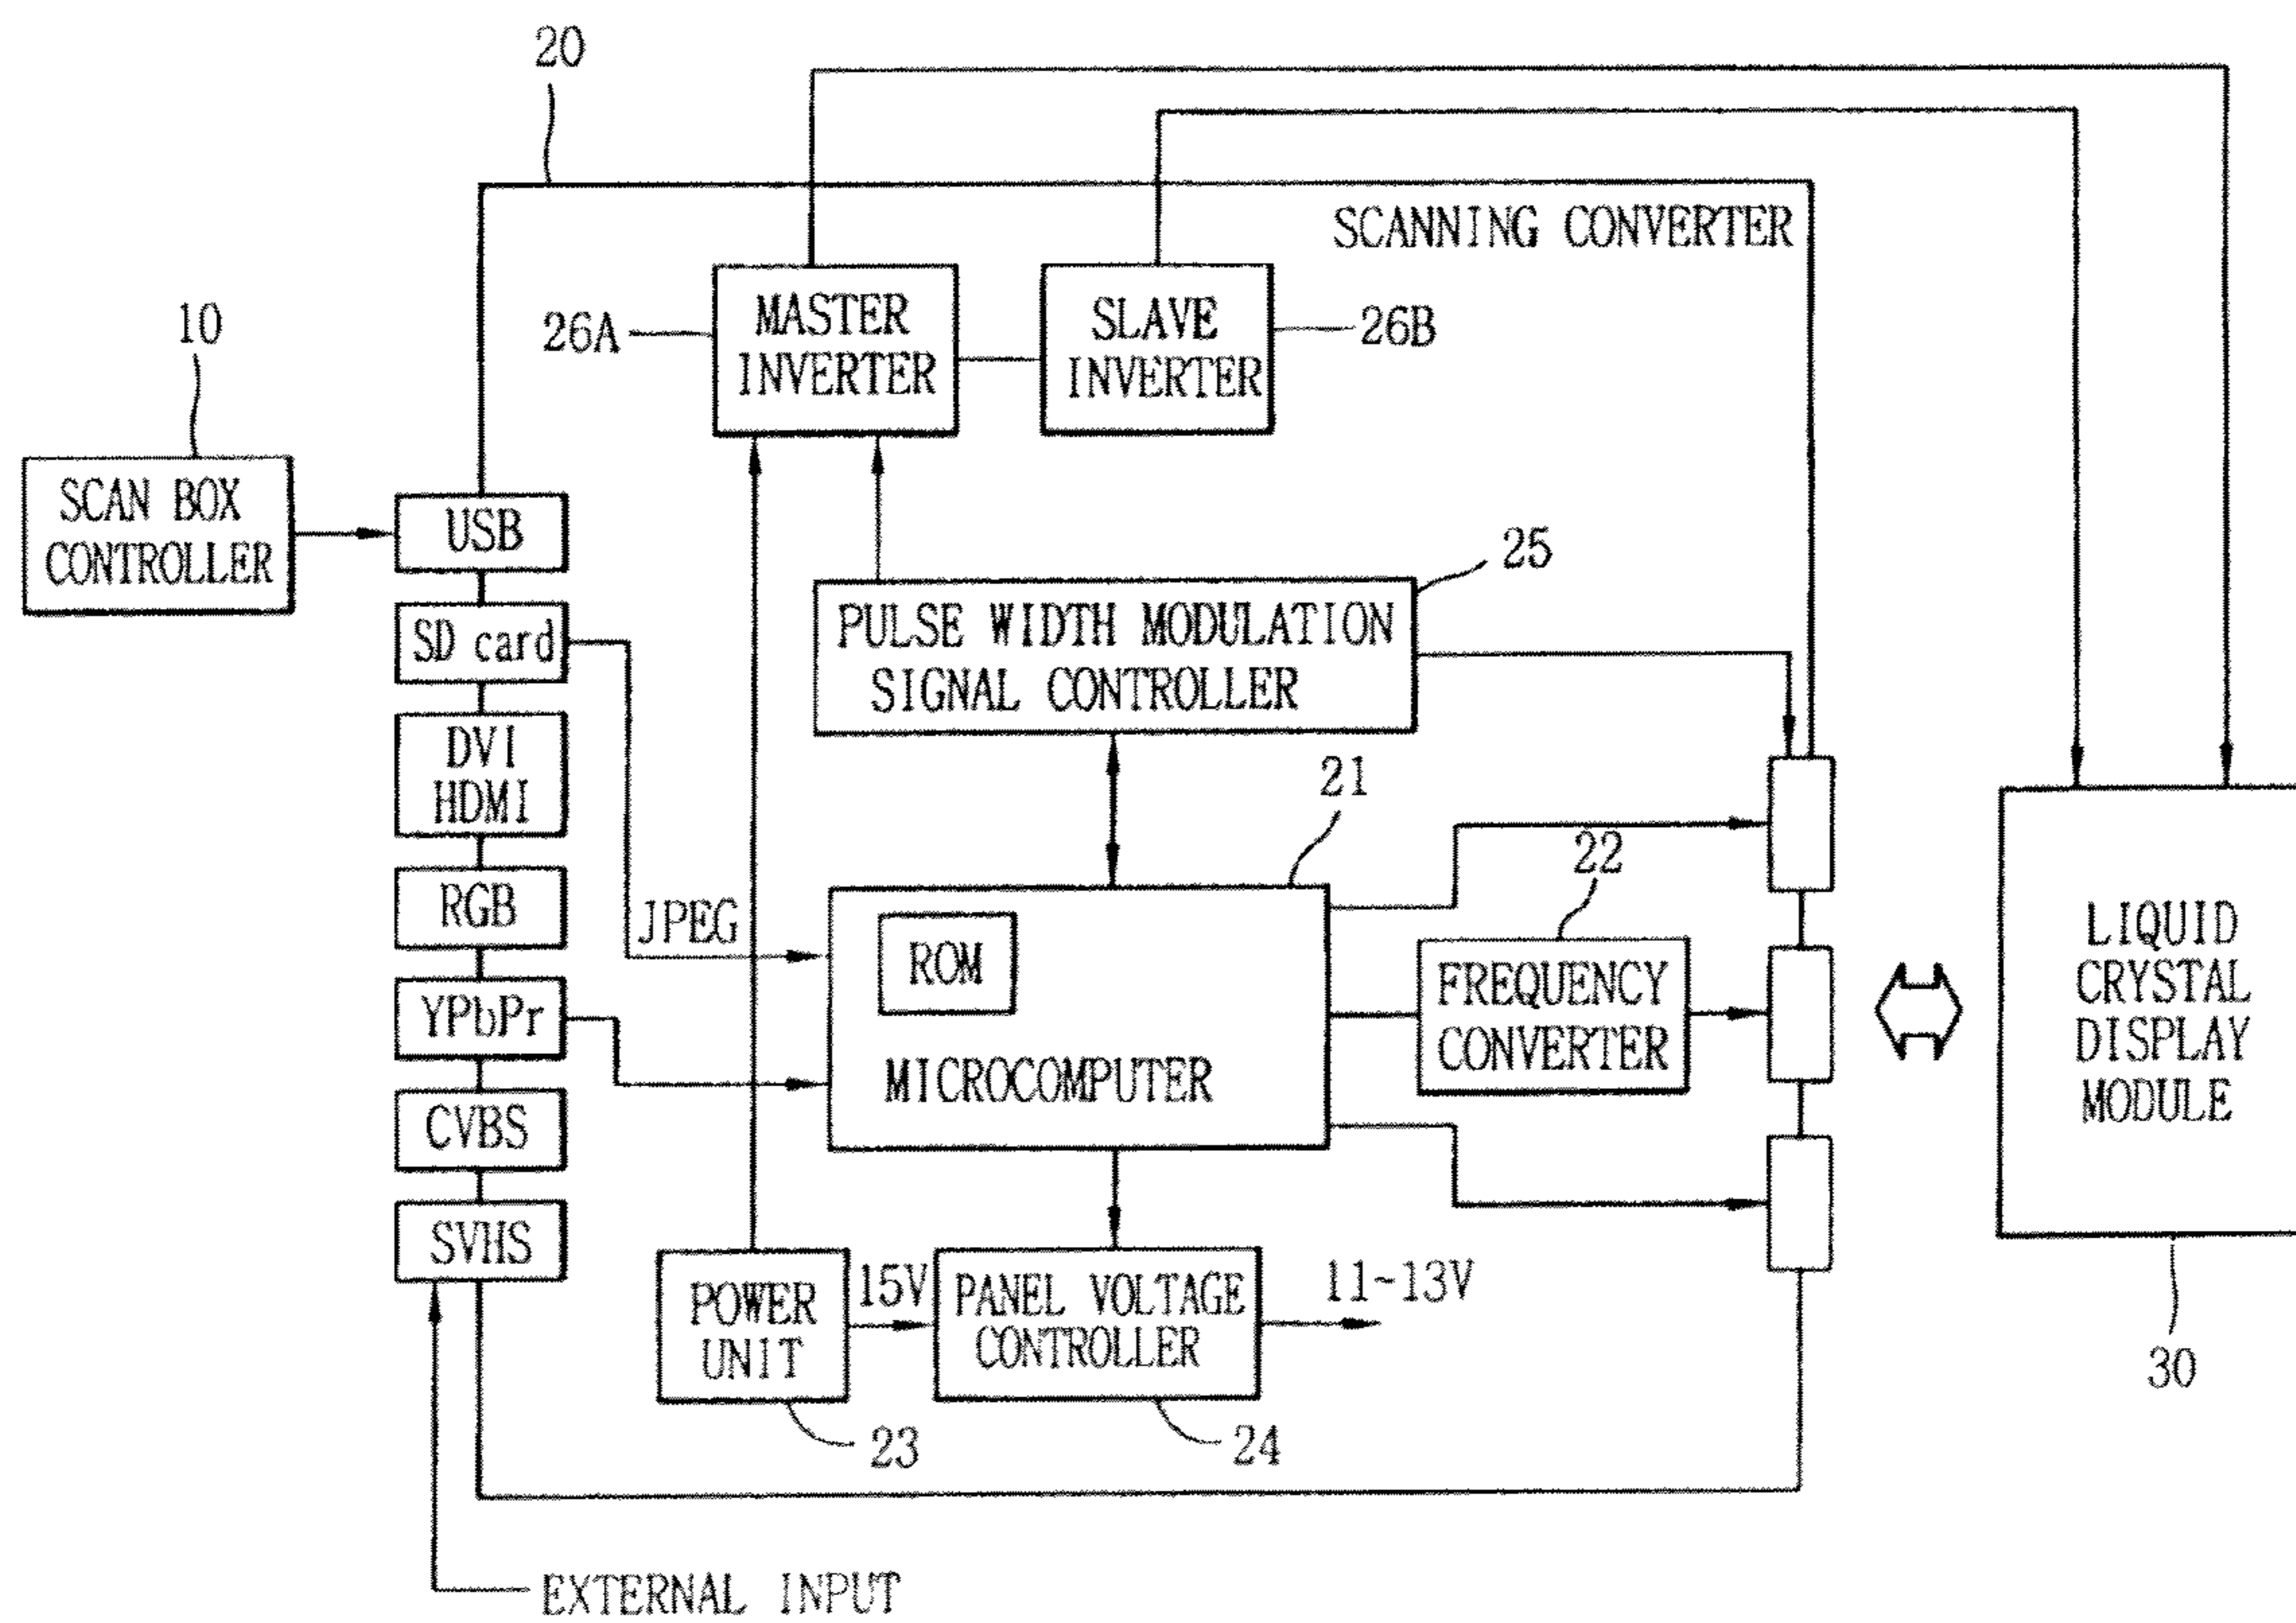 20
SCANNING CONVERTER
10
26A
MASTER
INVERTER
SLAVE
INVERTER
26B
SCAN BOX
CONTROLLER
USB
SD card
DVI
HDMI
RGB
YPbPr
CVBS
SVHS
25
PULSE WIDTH MODULATION
SIGNAL CONTROLLER
21
22
JPEG
ROM
MICROCOMPUTER
FREQUENCY
CONVERTER
LIQUID
CRYSTAL
DISPLAY
MODULE
30
POWER
UNIT
15V
PANEL VOLTAGE
CONTROLLER
11~13V
23
24
EXTERNAL INPUT